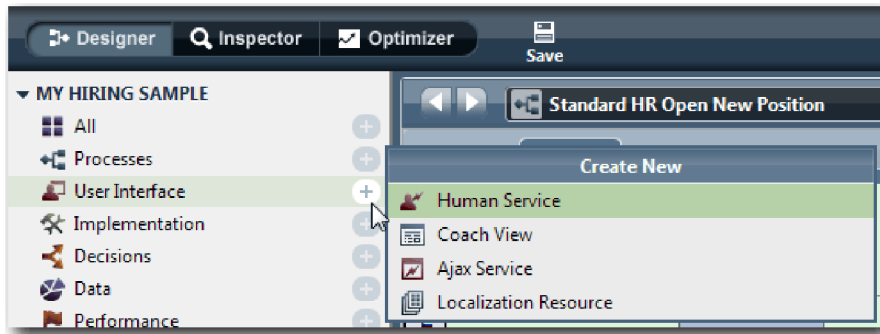 Designer Inspector Optimizer
Save
MY HIRING SAMPLE
All
Processes
User Interface
Implementation
Decisions
Data
Performance
Standard HR Open New Position
Create New
Human Service
Coach View
Ajax Service
Localization Resource